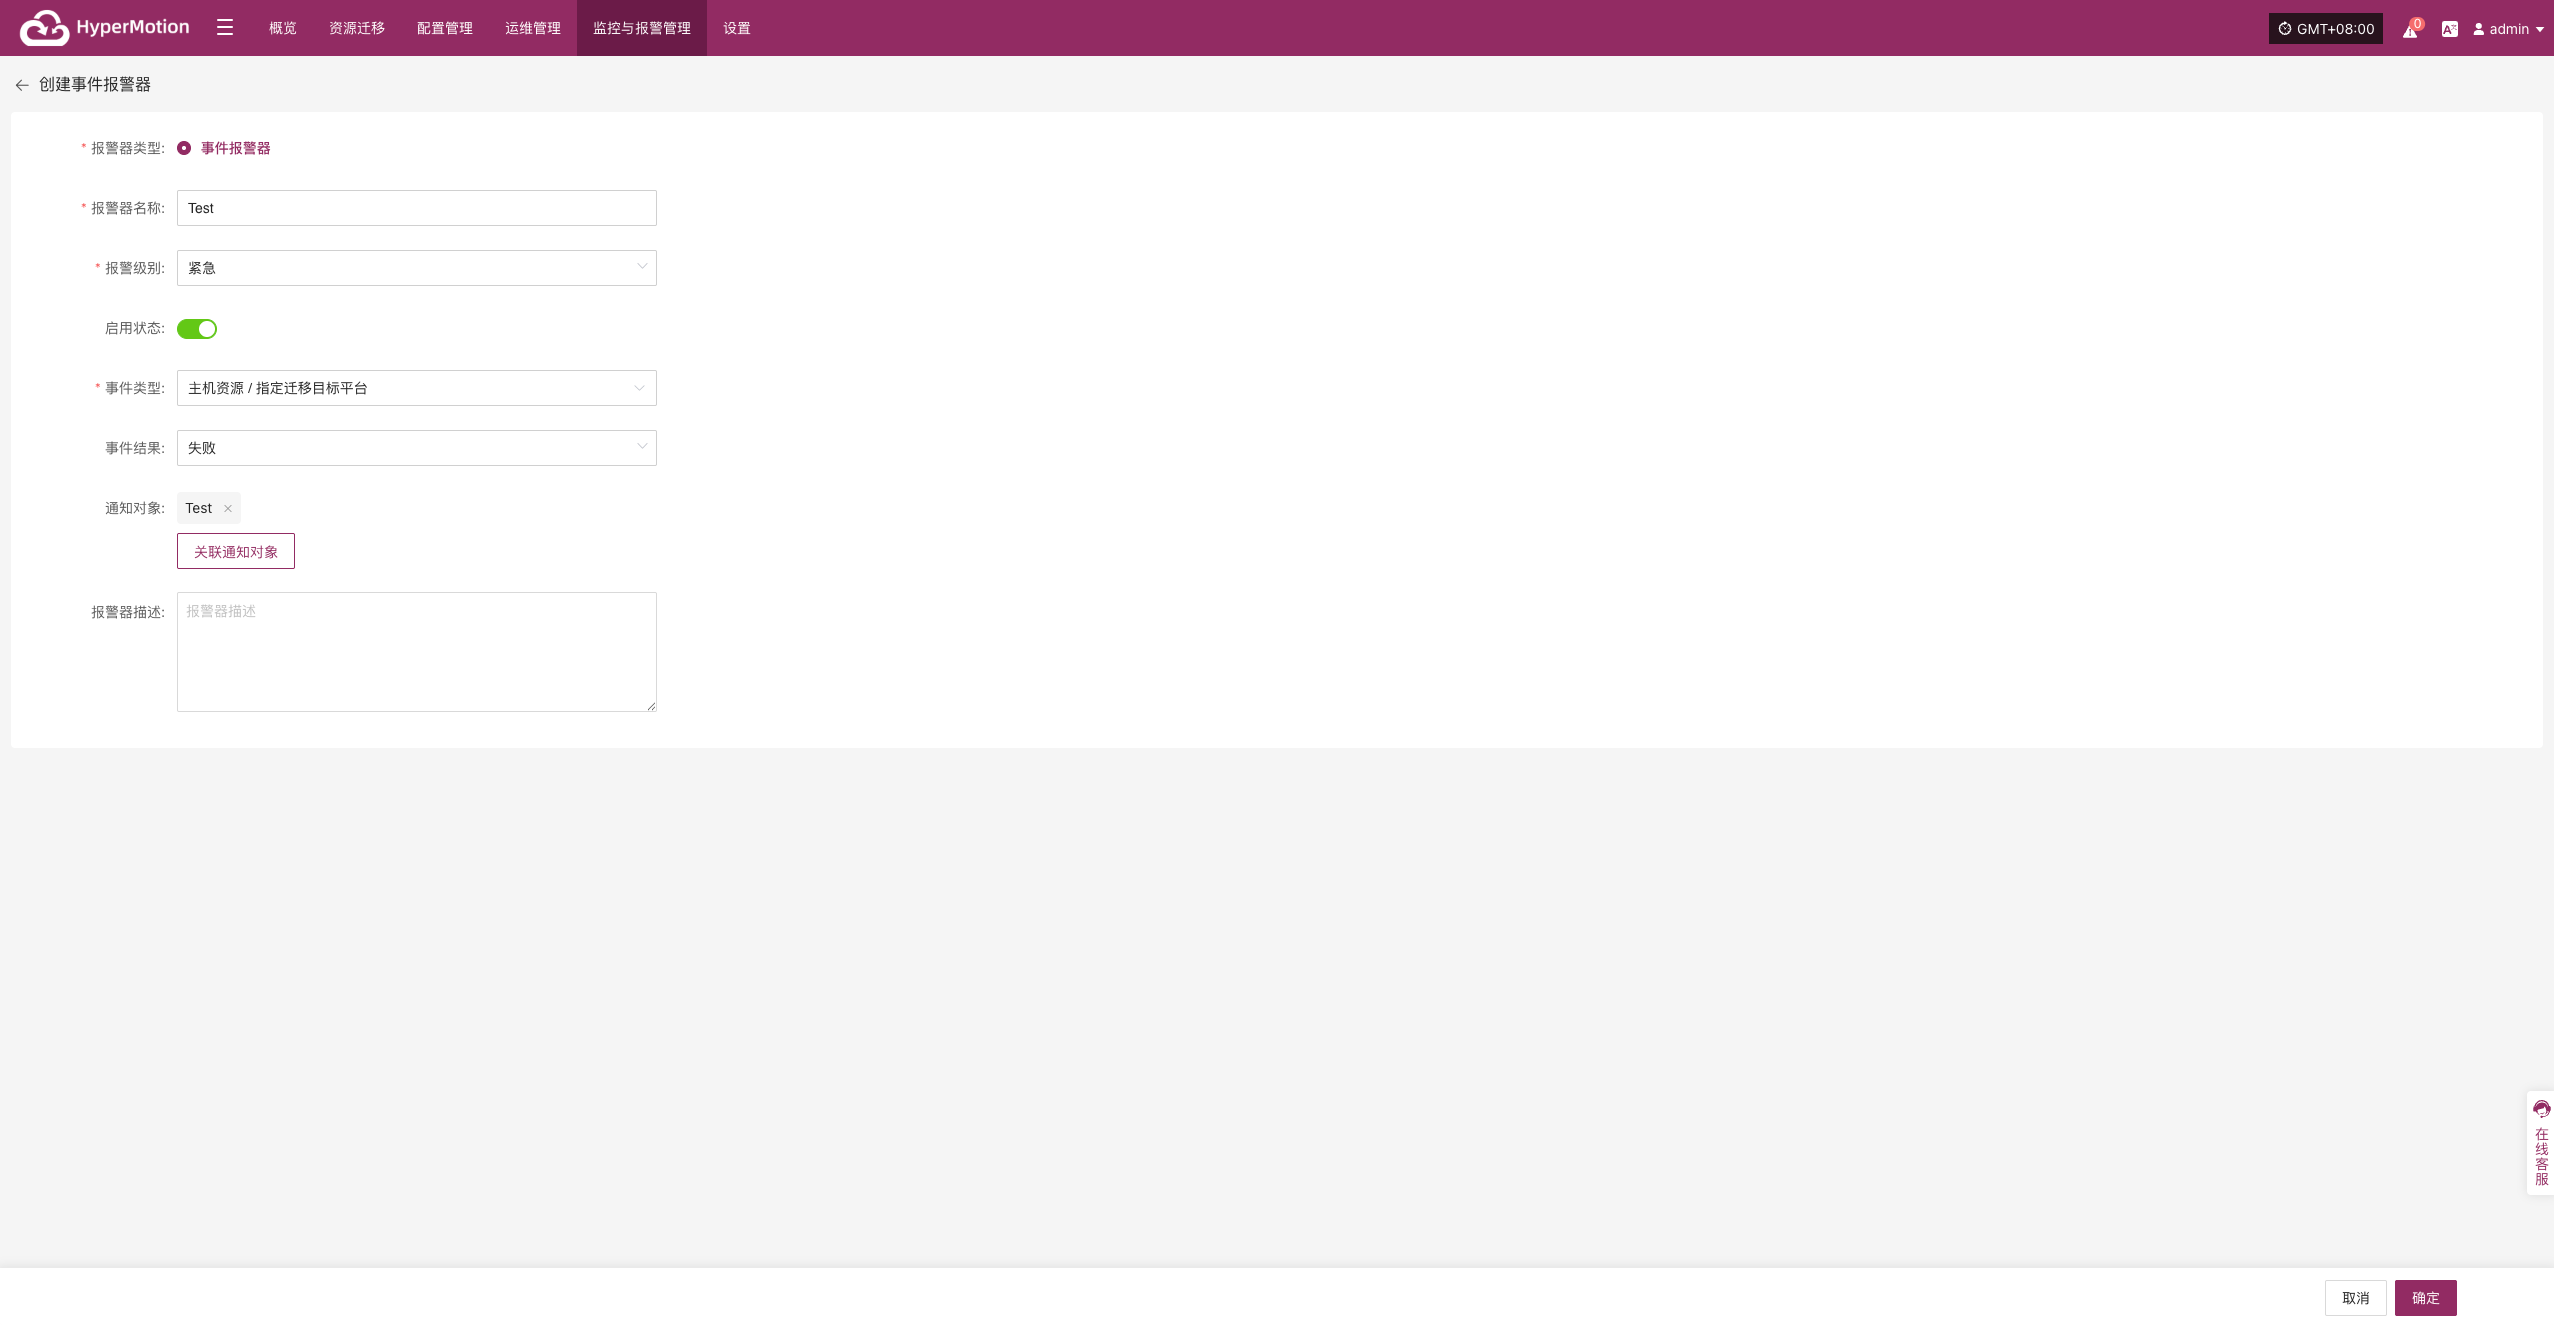 HyperMotion
概览
资源迁移
配置管理
运维管理
监控与报警管理
设置
GMT+08:00
0
admin
创建事件报警器
* 报警器类型:
事件报警器
* 报警器名称:
Test
* 报警级别:
紧急
启用状态:
* 事件类型:
主机资源 / 指定迁移目标平台
事件结果:
失败
通知对象:
Test
关联通知对象
报警器描述:
报警器描述
在线客服
取消
确定